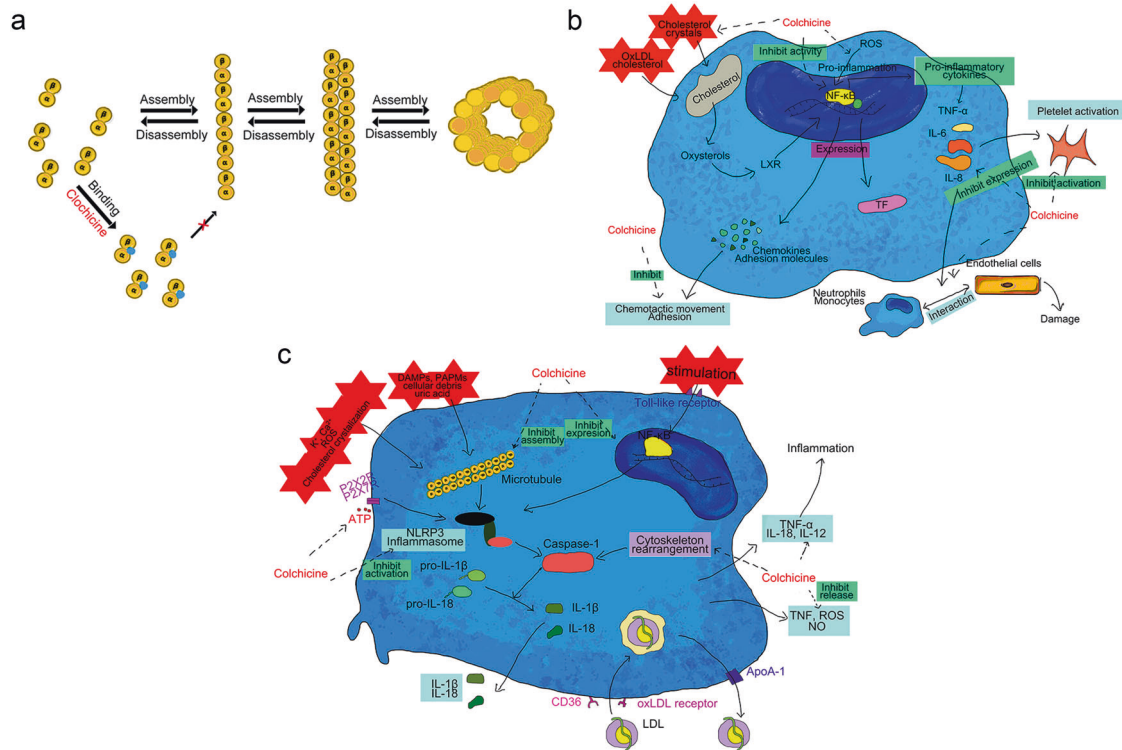 a
β
α
β
α
β
α
β
α
Assembly
Disassembly
Assembly
Disassembly
Assembly
Disassembly
β
α
β
α
β
α
β
α
β
α
β
α
Binding
Clochicine
β
α
β
α
β
α
β
α
b
Cholesterol
crystals
OxLDL
cholesterol
Colchicine
ROS
Inhibit activity
Pro-inflammation
Pro-inflammatory
cytokines
Cholesterol
NF-κB
TNF-α
IL-6
IL-8
Pletelet activation
Oxysterols
LXR
Expression
Inhibit expression
Inhibit activation
TF
Colchicine
Colchicine
Chemokines
Adhesion molecules
Inhibit
Chemotactic movement
Adhesion
Endothelial cells
Neutrophils
Monocytes
Interaction
Damage
c
DAMPs, PAPMs
cellular debris
uric acid
Colchicine
stimulation
Toll-like receptor
K⁺ Ca²⁺
ROS
Cholesterol crystalization
Inhibit
assembly
Inhibit
expresion
NF-κB
Microtubule
P2X2R
ATP
NLRP3
Inflammasome
Inhibit
activation
Colchicine
Caspase-1
Cytoskeleton
rearrangement
pro-IL-1β
pro-IL-18
IL-1β
IL-18
IL-1β
IL-18
Inflammation
TNF-α
IL-18, IL-12
Colchicine
Inhibit
release
TNF, ROS
NO
ApoA-1
CD36
oxLDL receptor
LDL